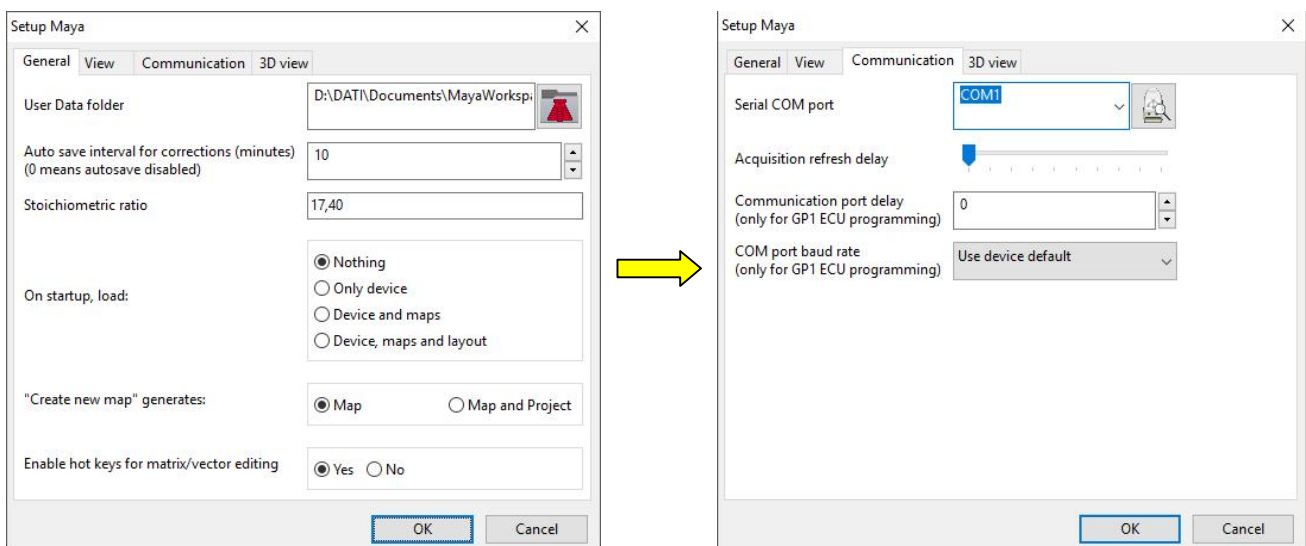 Setup Maya
General View Communication 3D view
User Data folder
D:\DATI\Documents\MayaWorkspa
Auto save interval for corrections (minutes)
(0 means autosave disabled)
10
Stoichiometric ratio
17,40
On startup, load:
Nothing
Only device
Device and maps
Device, maps and layout
"Create new map" generates:
Map
Map and Project
Enable hot keys for matrix/vector editing
Yes
No
OK
Cancel
Setup Maya
General View Communication 3D view
Serial COM port
COM1
Acquisition refresh delay
Communication port delay
(only for GP1 ECU programming)
0
COM port baud rate
(only for GP1 ECU programming)
Use device default
OK
Cancel